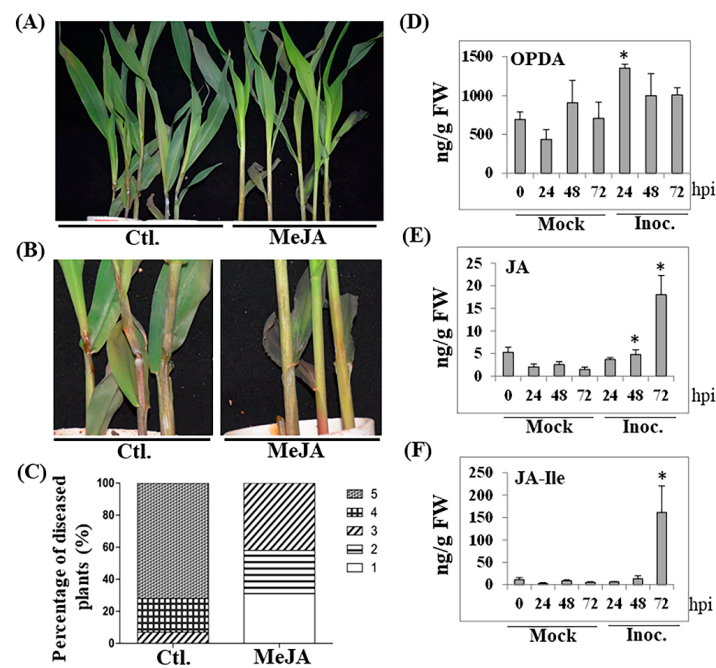 (A)
Ctl. MeJA
(B)
Ctl. MeJA
(C)
Percentage of diseased
plants (%)
100
80
60
40
20
0
5
4
3
2
1
Ctl. MeJA
(D)
OPDA
ng/g FW
1500
1000
500
0
*
0 24 48 72 24 48 72 hpi
Mock Inoc.
(E)
JA
ng/g FW
25
20
15
10
5
0
* *
0 24 48 72 24 48 72 hpi
Mock Inoc.
(F)
JA-Ile
ng/g FW
250
200
150
100
50
0
*
0 24 48 72 24 48 72 hpi
Mock Inoc.